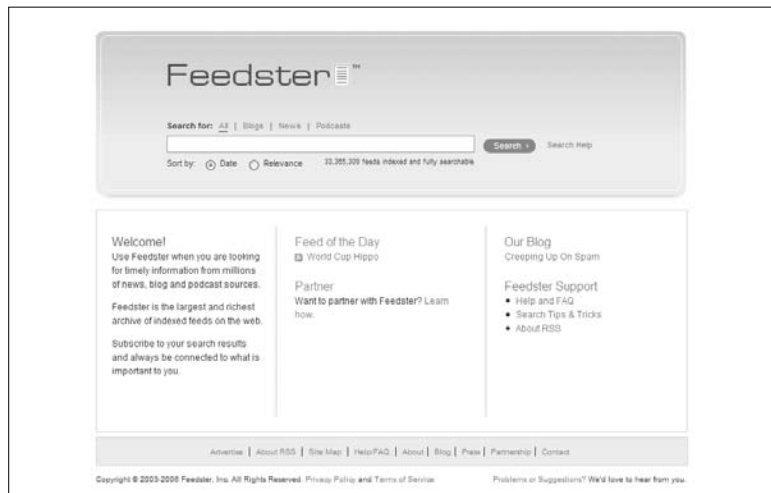 Feedster™
Search for: All | Blogs | News | Podcasts
Search Search Help
Sort by: Date Relevance 33,365,309 feeds indexed and fully searchable
Welcome!
Use Feedster when you are looking
for timely information from millions
of news, blog and podcast sources.
Feedster is the largest and richest
archive of indexed feeds on the web.
Subscribe to your search results
and always be connected to what is
important to you.
Feed of the Day
World Cup Hippo
Partner
Want to partner with Feedster? Learn
how.
Our Blog
Creeping Up On Spam
Feedster Support
• Help and FAQ
• Search Tips & Tricks
• About RSS
Advertise | About RSS | Site Map | Help/FAQ | About | Blog | Press | Partnership | Contact
Copyright © 2003-2006 Feedster, Inc. All Rights Reserved. Privacy Policy and Terms of Service
Problems or Suggestions? We'd love to hear from you.